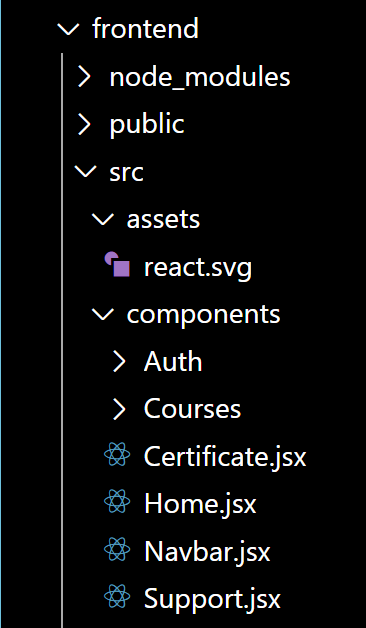 frontend
node_modules
public
src
assets
react.svg
components
Auth
Courses
Certificate.jsx
Home.jsx
Navbar.jsx
Support.jsx